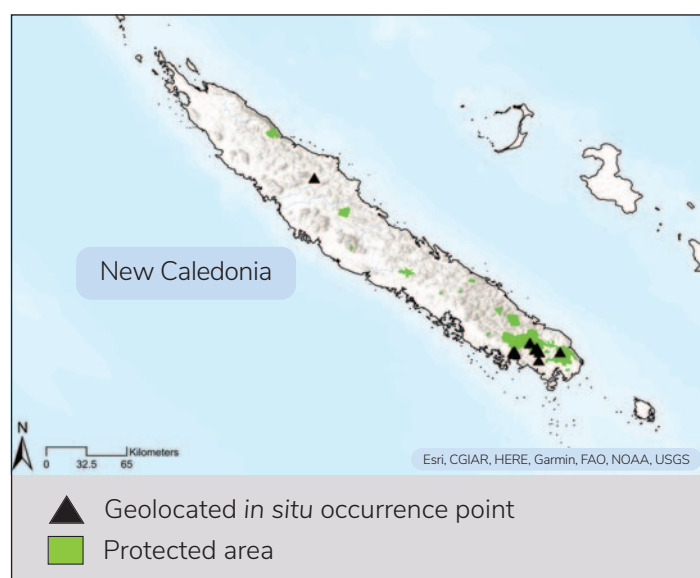 New Caledonia
N
Kilometers
0 32.5 65
Esri, CGIAR, HERE, Garmin, FAO, NOAA, USGS
Geolocated in situ occurrence point
Protected area